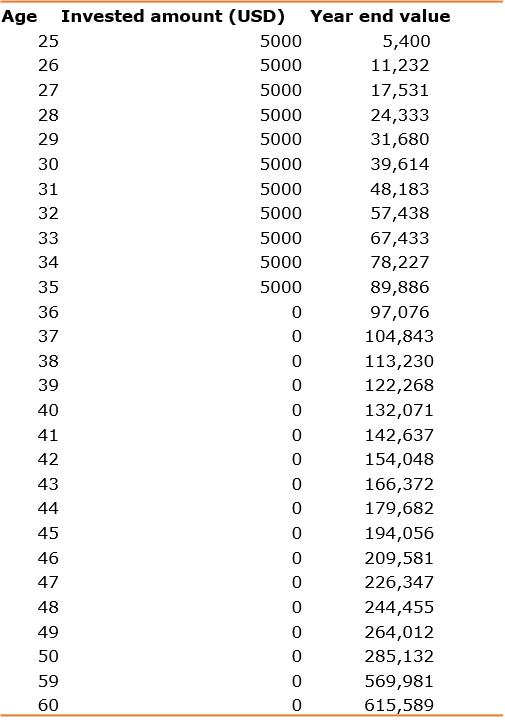 Age Invested amount (USD) Year end value
25 5000 5,400
26 5000 11,232
27 5000 17,531
28 5000 24,333
29 5000 31,680
30 5000 39,614
31 5000 48,183
32 5000 57,438
33 5000 67,433
34 5000 78,227
35 5000 89,886
36 0 97,076
37 0 104,843
38 0 113,230
39 0 122,268
40 0 132,071
41 0 142,637
42 0 154,048
43 0 166,372
44 0 179,682
45 0 194,056
46 0 209,581
47 0 226,347
48 0 244,455
49 0 264,012
50 0 285,132
59 0 569,981
60 0 615,589